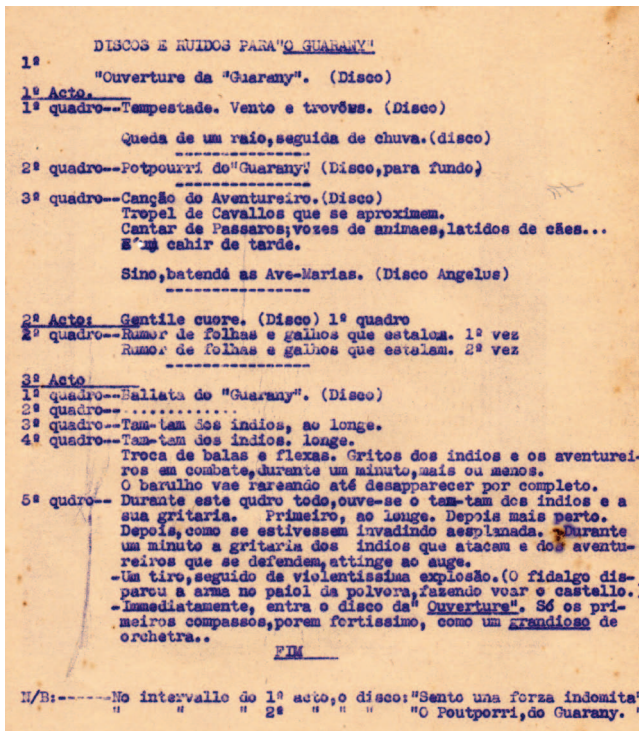 DISCOS E RUIDOS PARA"O GUARANY"
1º
"Ouverture da "Guarany". (Disco)
1º Acto.
1º quadro--Tempestade. Vento e trovões. (Disco)
Queda de um raio,seguida de chuva.(disco)
---------------
2º quadro--Potpourri do"Guarany" (Disco,para fundo)
---------------
3º quadro--Canção do Aventureiro.(Disco)
Tropel de Cavallos que se aproximem.
Cantar de Passaros;vozes de animaes,latidos de cães...
E'um cahir de tarde.
Sino,batendo as Ave-Marias. (Disco Angelus)
---------------
2º Acto: Gentile cuore. (Disco) 1º quadro
2º quadro--Rumor de folhas e galhos que estalam. 1º vez
Rumor de folhas e galhos que estalam. 2º vez
---------------
3º Acto
1º quadro--Ballata do "Guarany". (Disco)
2º quadro--.............
3º quadro--Tam-tam dos indios, ao longe.
4º quadro--Tam-tam dos indios. longe.
Troca de balas e flexas. Gritos dos indios e os aventurei-
ros em combate,durante um minuto,mais ou menos.
O barulho vae rareando até desapparecer por completo.
5º qudro-- Durante este qudro todo,ouve-se o tam-tam dos indios e a
sua gritaria. Primeiro, ao longe. Depois mais perto.
Depois,como se estivessem invadindo aesplanada. Durante
um minuto a gritaria dos indios que atacam e dos aventu-
reiros que se defendem,attinge ao auge.
-Um tiro,seguido de violentissima explosão.(O fidalgo dis-
parou a arma no paiol da polvora,fazendo voar o castello.)
-Immediatamente, entra o disco da" Ouverture". Só os pri-
meiros compassos,porem fortissimo, como um grandioso de
orchetra..
FIM
N/B:------No intervallo do 1º acto,o disco:"Sento una forza indomita"
" " " 2º " " " "O Poutporri,do Guarany. "